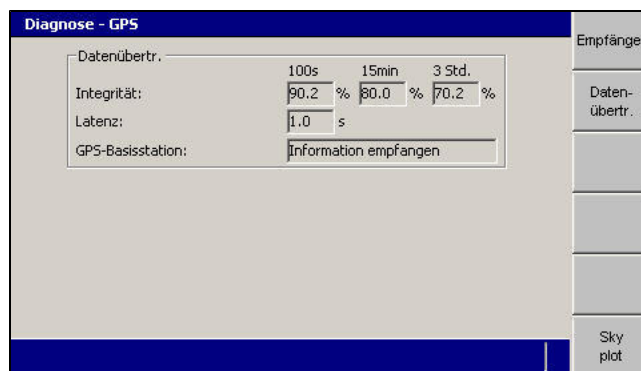 Diagnose - GPS
Datenübertr.
100s 15min 3 Std.
Integrität: 90.2 % 80.0 % 70.2 %
Latenz: 1.0 s
GPS-Basisstation: Information empfangen
Empfänge
Daten-
übertr.
Sky
plot